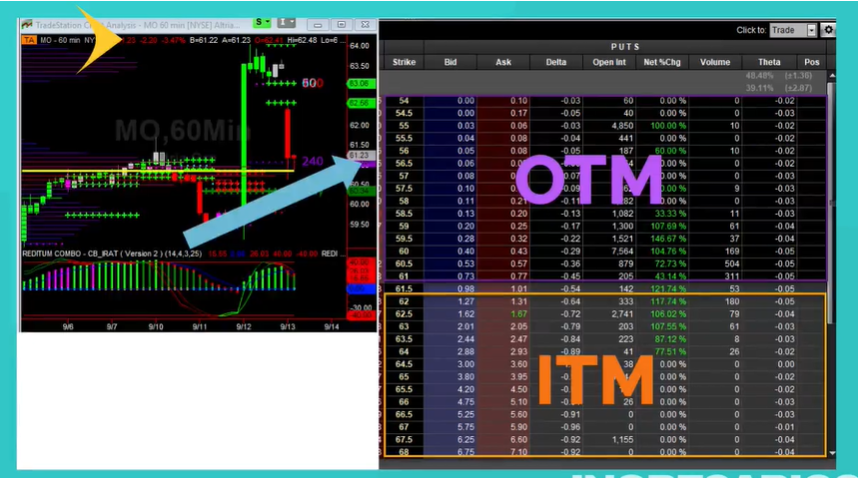 TradeStation Chart Analysis - MO 60 min [NYSE] Altria...
S
I
TA MO - 60 min NY -2.20 -3.47% B=61.22 A=61.23 Hi=62.48 Lo=6...
64.00
63.50
63.08
62.58
62.00
61.50
61.23
60.50
60.00
59.50
MO,60Min
60
240
REDITUM COMBO - CB_IRAT ( Version 2 ) (14,4,3,25) REDI ...
-30.00
9/6 9/7 9/10 9/11 9/12 9/13 9/14
Click to: Trade
PUTS
Strike Bid Ask Delta Open Int Net %Chg Volume Theta Pos
48.48% (±1.36)
39.11% (±2.87)
54 0.00 0.10 -0.03 60 0.00 % 0 -0.02
54.5 0.00 0.17 -0.05 40 0.00 % 0 -0.03
55 0.03 0.06 -0.03 4,850 100.00 % 10 -0.02
55.5 0.04 0.08 -0.04 441 0.00 % 0 -0.02
56 0.05 0.08 -0.05 187 60.00 % 10 -0.02
56.5 0.06 0.00 % 0 -0.02
57 0.08 0 -0.02
57.5 0.10 0.00 % 9 -0.03
58 0.11 0.00 % 0 -0.03
58.5 0.13 0.20 -0.13 1,082 33.33 % 11 -0.03
59 0.20 0.25 -0.17 1,300 107.69 % 61 -0.04
59.5 0.28 0.32 -0.22 1,521 146.67 % 37 -0.04
60 0.40 0.43 -0.29 7,564 104.76 % 169 -0.05
60.5 0.53 0.57 -0.36 879 72.73 % 504 -0.05
61 0.73 0.77 -0.45 205 43.14 % 311 -0.05
61.5 0.98 1.01 -0.54 142 121.74 % 53 -0.05
62 1.27 1.31 -0.64 333 117.74 % 180 -0.05
62.5 1.62 1.67 -0.72 2,741 106.02 % 79 -0.04
63 2.01 2.05 -0.79 203 107.55 % 61 -0.03
63.5 2.44 2.47 -0.84 223 87.12 % 8 -0.03
64 2.88 2.93 -0.89 41 77.51 % 26 -0.02
64.5 3.00 3.60 38 0.00 % 0 0.00
65 3.80 3.95 0.00 % 0 -0.02
65.5 4.20 4.50 0.00 % 0 -0.02
66 4.75 5.10 26 0.00 % 0 -0.03
66.5 5.25 5.60 -0.91 0 0.00 % 0 -0.03
67 5.75 5.90 -0.96 0 0.00 % 0 -0.01
67.5 6.25 6.60 -0.92 1,155 0.00 % 0 -0.04
68 6.75 7.10 -0.92 0 0.00 % 0 -0.04
OTM
ITM